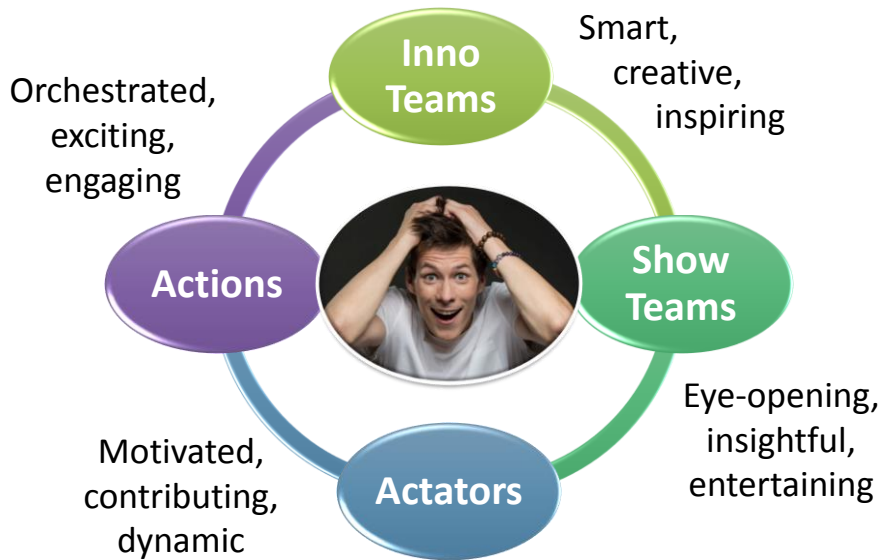 Inno
Teams
Smart,
creative,
inspiring
Orchestrated,
exciting,
engaging
Actions
Show
Teams
Eye-opening,
insightful,
entertaining
Motivated,
contributing,
dynamic
Actators